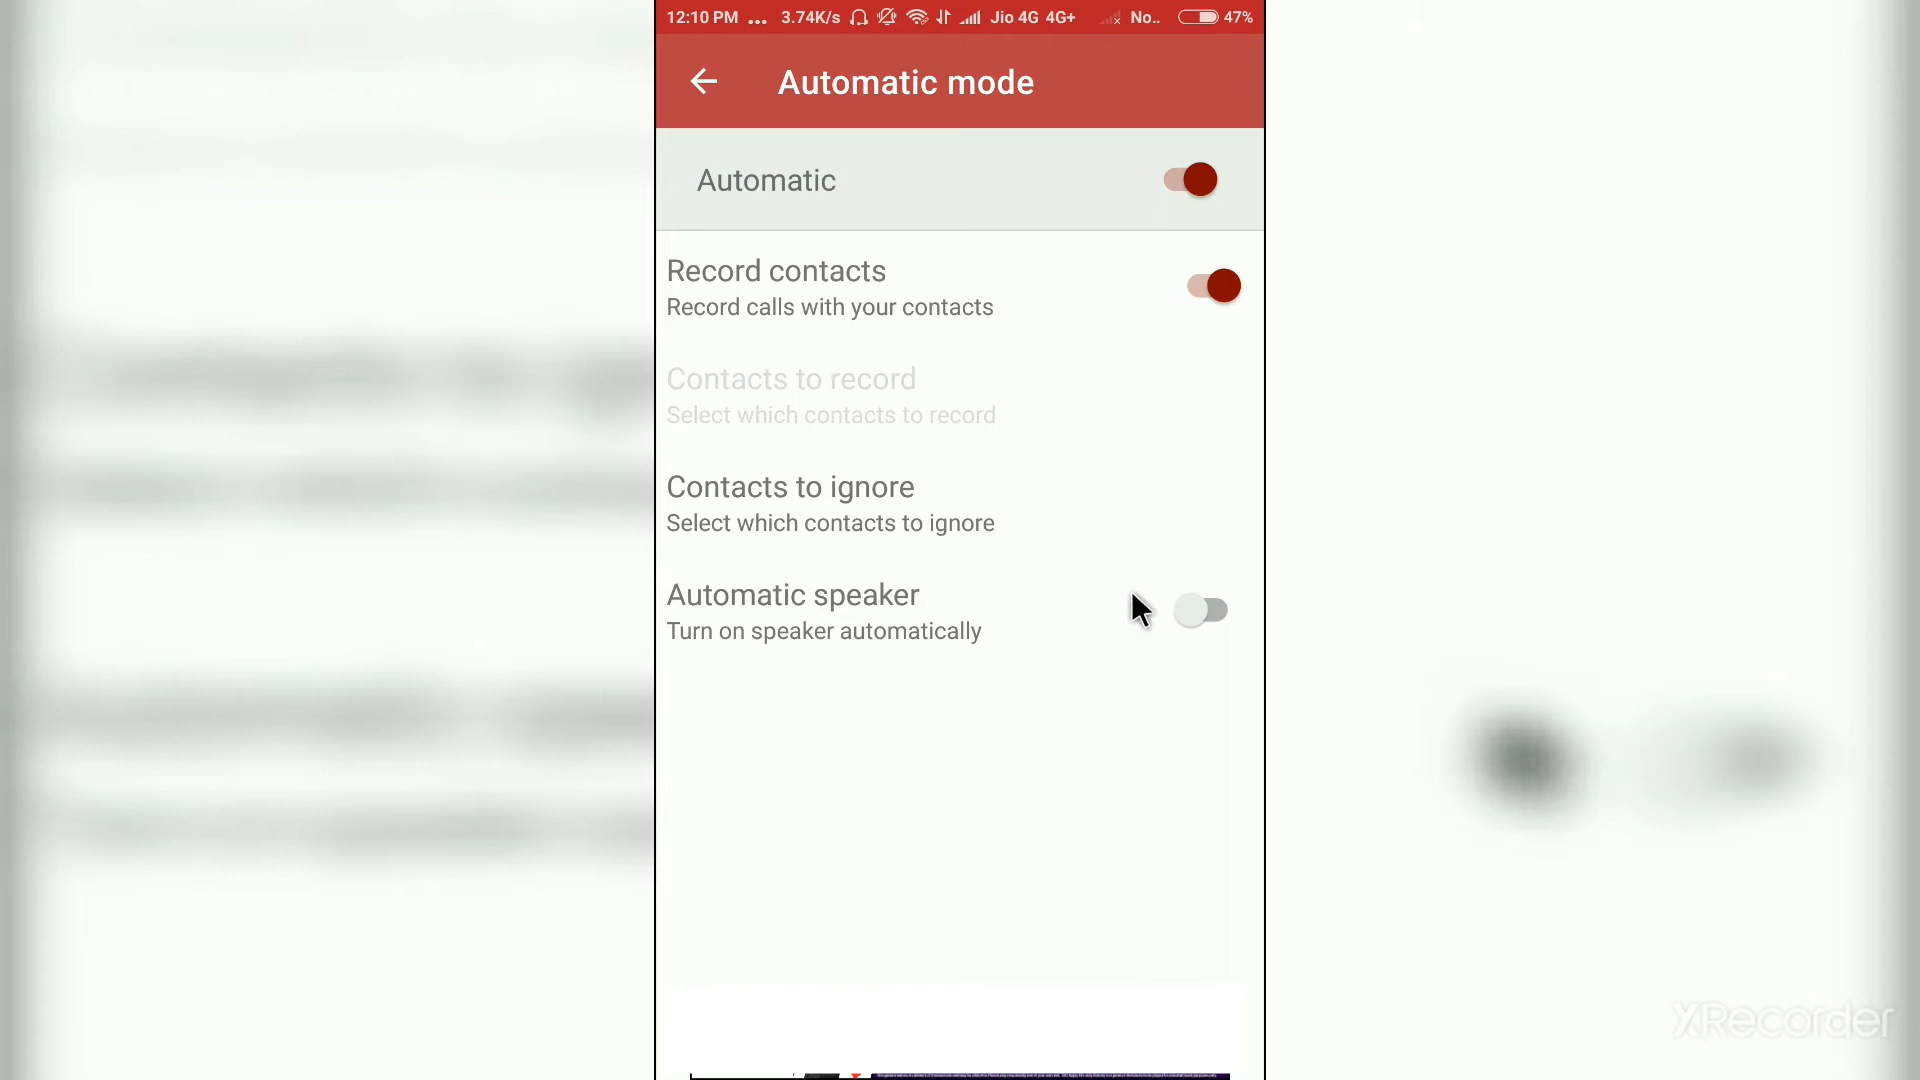 12:10 PM ... 3.74K/s Jio 4G 4G+ No.. 47%
Automatic mode
Automatic
Record contacts
Record calls with your contacts
Contacts to record
Select which contacts to record
Contacts to ignore
Select which contacts to ignore
Automatic speaker
Turn on speaker automatically
XRecorder